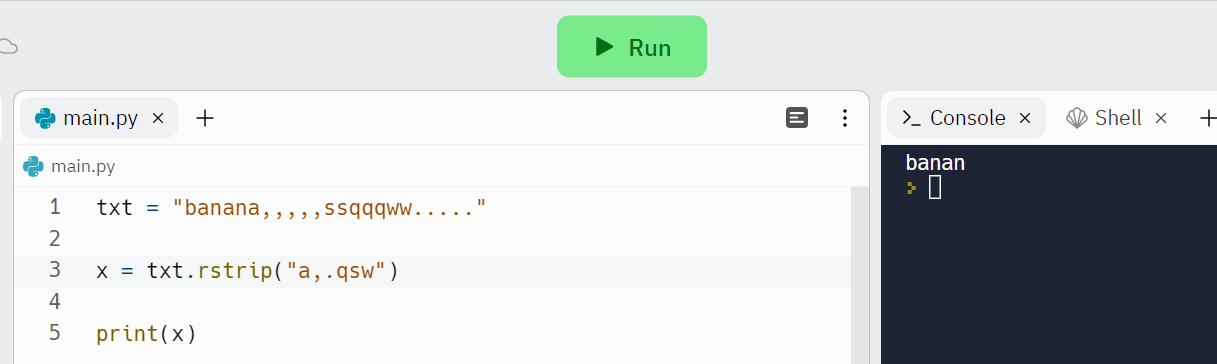 Run
main.py
Console
Shell
main.py
1 txt = "banana,,,,,ssqqqww....."
2
3 x = txt.rstrip("a,.qsw")
4
5 print(x)
banan